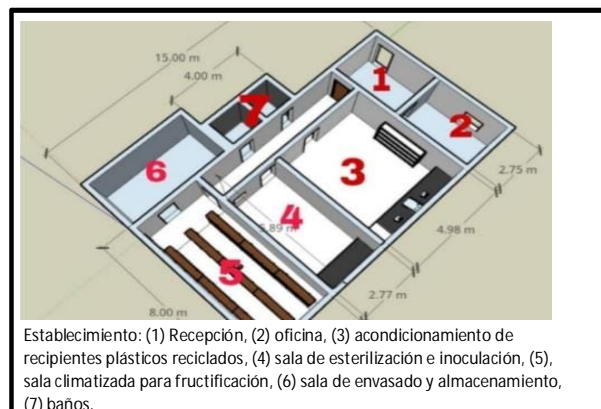 15.00 m
4.00 m
1
7
2
6
3
2.75 m
4
5.89 m
4.98 m
5
2.77 m
8.00 m
Establecimiento: (1) Recepción, (2) oficina, (3) acondicionamiento de
recipientes plásticos reciclados, (4) sala de esterilización e inoculación, (5),
sala climatizada para fructificación, (6) sala de envasado y almacenamiento,
(7) baños.